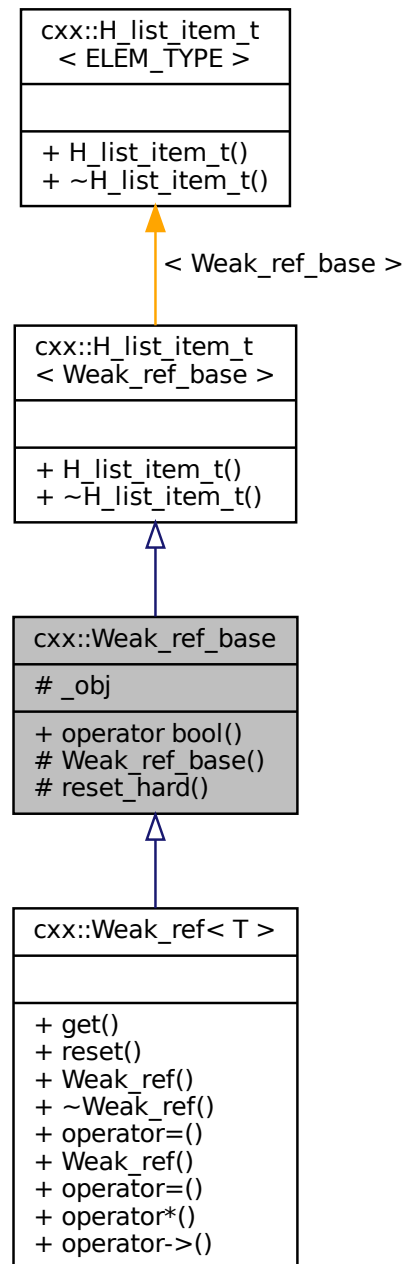 cxx::H_list_item_t
< ELEM_TYPE >
+ H_list_item_t()
+ ~H_list_item_t()
< Weak_ref_base >
cxx::H_list_item_t
< Weak_ref_base >
+ H_list_item_t()
+ ~H_list_item_t()
cxx::Weak_ref_base
# _obj
+ operator bool()
# Weak_ref_base()
# reset_hard()
cxx::Weak_ref< T >
+ get()
+ reset()
+ Weak_ref()
+ ~Weak_ref()
+ operator=()
+ Weak_ref()
+ operator=()
+ operator*()
+ operator->()